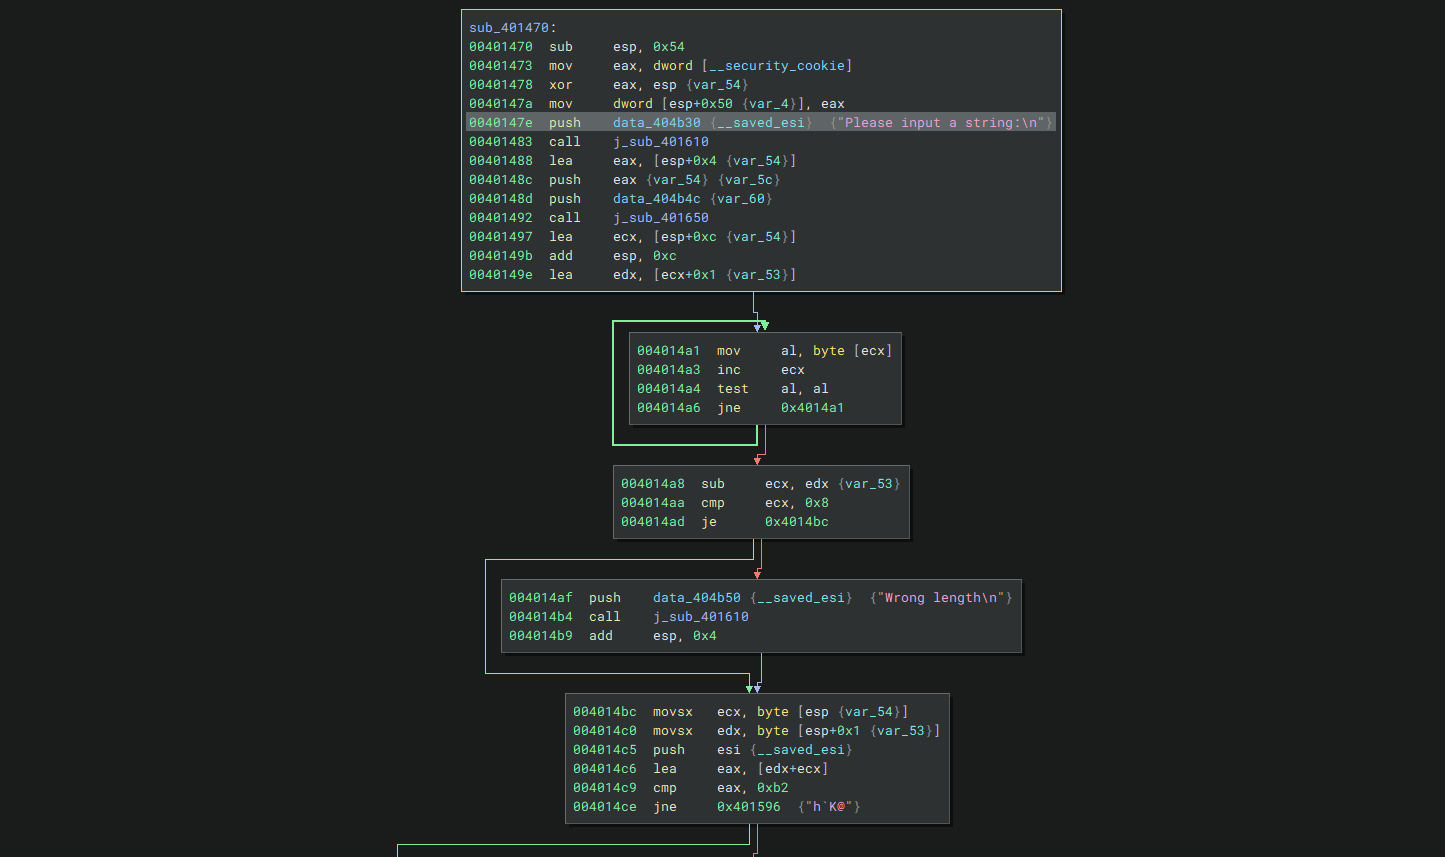 sub_401470:
00401470 sub esp, 0x54
00401473 mov eax, dword [__security_cookie]
00401478 xor eax, esp {var_54}
0040147a mov dword [esp+0x50 {var_4}], eax
0040147e push data_404b30 {__saved_esi} {"Please input a string:\n"}
00401483 call j_sub_401610
00401488 lea eax, [esp+0x4 {var_54}]
0040148c push eax {var_54} {var_5c}
0040148d push data_404b4c {var_60}
00401492 call j_sub_401650
00401497 lea ecx, [esp+0xc {var_54}]
0040149b add esp, 0xc
0040149e lea edx, [ecx+0x1 {var_53}]
004014a1 mov al, byte [ecx]
004014a3 inc ecx
004014a4 test al, al
004014a6 jne 0x4014a1
004014a8 sub ecx, edx {var_53}
004014aa cmp ecx, 0x8
004014ad je 0x4014bc
004014af push data_404b50 {__saved_esi} {"Wrong length\n"}
004014b4 call j_sub_401610
004014b9 add esp, 0x4
004014bc movsx ecx, byte [esp {var_54}]
004014c0 movsx edx, byte [esp+0x1 {var_53}]
004014c5 push esi {__saved_esi}
004014c6 lea eax, [edx+ecx]
004014c9 cmp eax, 0xb2
004014ce jne 0x401596 {"h`K@"}